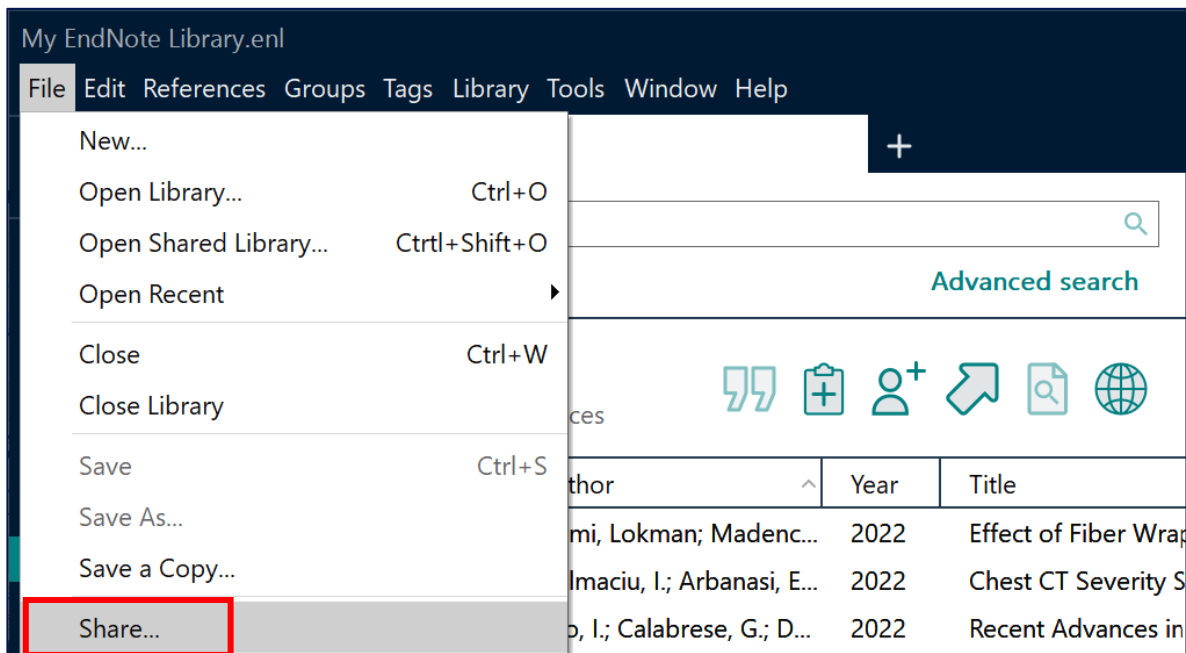 My EndNote Library.enl
File Edit References Groups Tags Library Tools Window Help
New...
Open Library... Ctrl+O
Open Shared Library... Ctrtl+Shift+O
Open Recent
Advanced search
Close Ctrl+W
Close Library
ces
Save Ctrl+S
thor Year Title
Save As...
mi, Lokman; Madenc... 2022 Effect of Fiber Wrap
Save a Copy...
lmaciu, I.; Arbanasi, E... 2022 Chest CT Severity S
Share...
o, I.; Calabrese, G.; D... 2022 Recent Advances in